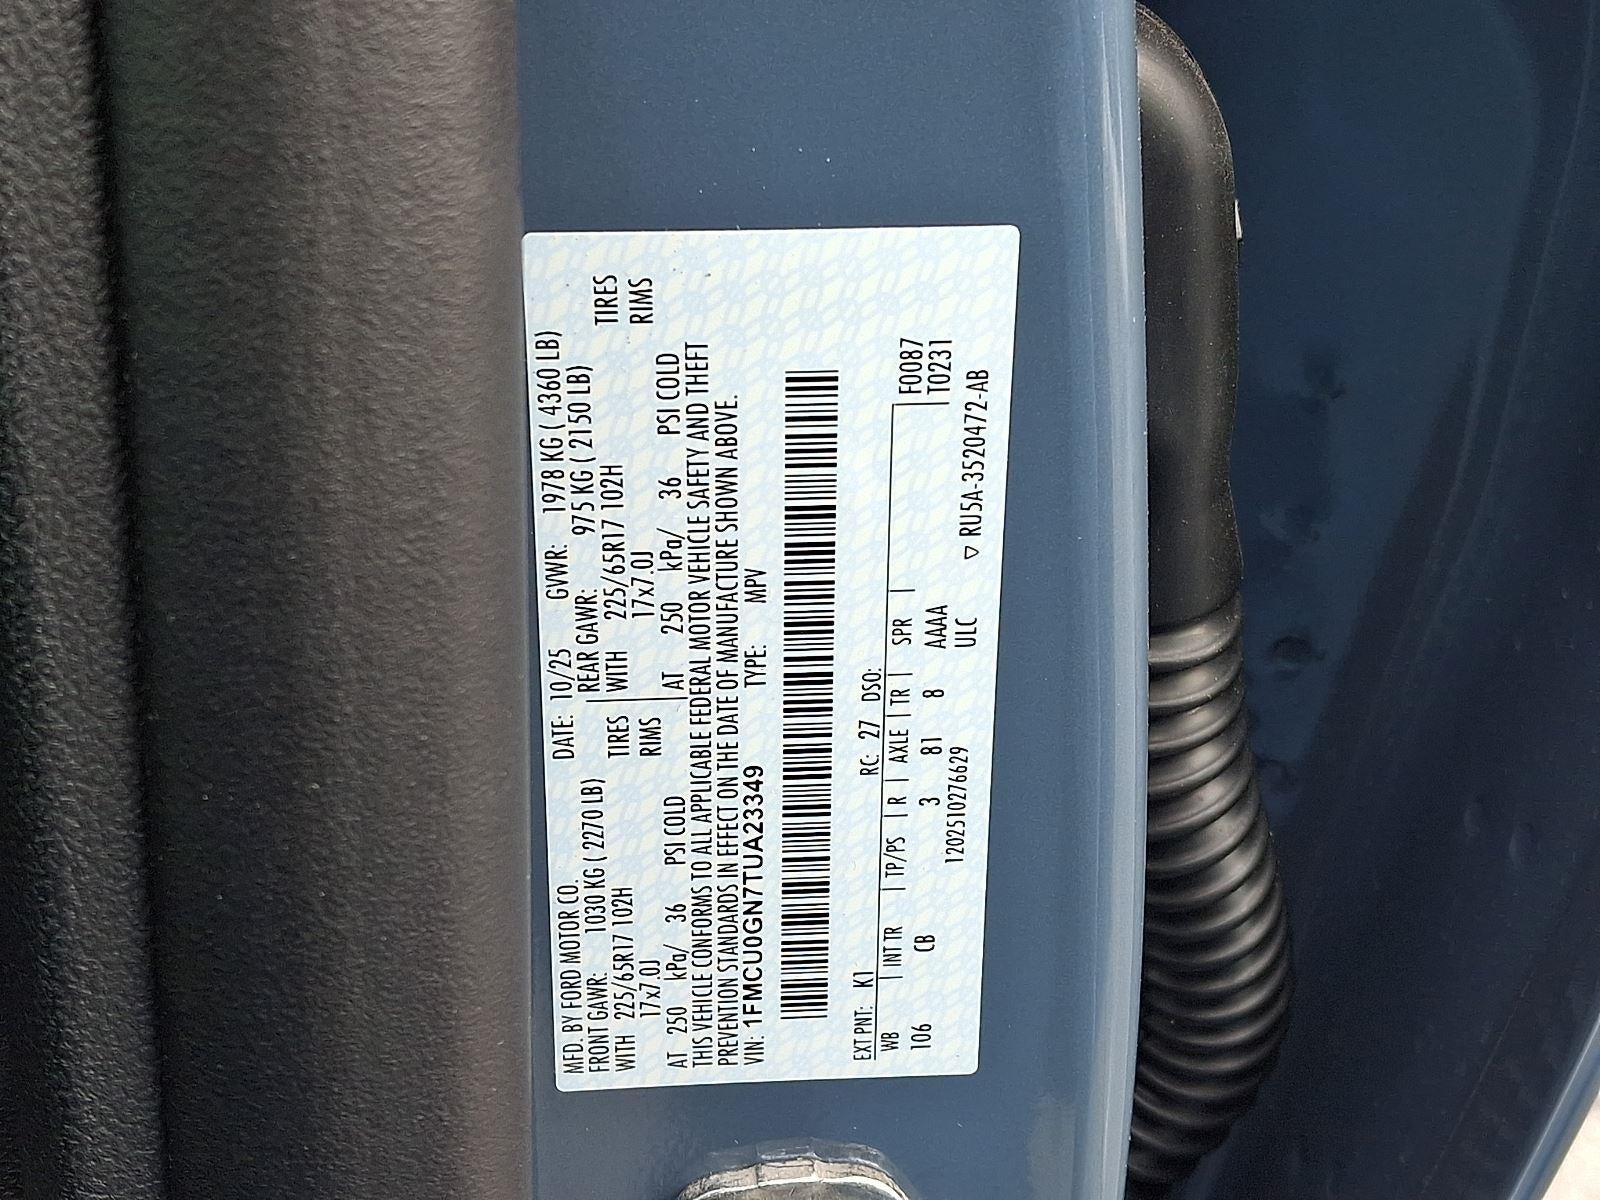 MFD. BY FORD MOTOR CO. DATE: 10/25 GVWR: 1978 KG ( 4360 LB)
FRONT GAWR: 1030 KG ( 2270 LB) REAR GAWR: 975 KG ( 2150 LB)
WITH 225/65R17 102H TIRES WITH 225/65R17 102H TIRES
17x7.0J RIMS 17x7.0J RIMS
AT 250 kPa/ 36 PSI COLD AT 250 kPa/ 36 PSI COLD
THIS VEHICLE CONFORMS TO ALL APPLICABLE FEDERAL MOTOR VEHICLE SAFETY AND THEFT
PREVENTION STANDARDS IN EFFECT ON THE DATE OF MANUFACTURE SHOWN ABOVE.
VIN: 1FMCU0GN7TUA23349 TYPE: MPV
EXT PNT: K1 RC: 27 DSO:
WB INT TR TP/PS R AXLE TR SPR F0087
106 CB 3 81 8 AAAA T0231
1202510276629 ULC
▽ RU5A-3520472-AB